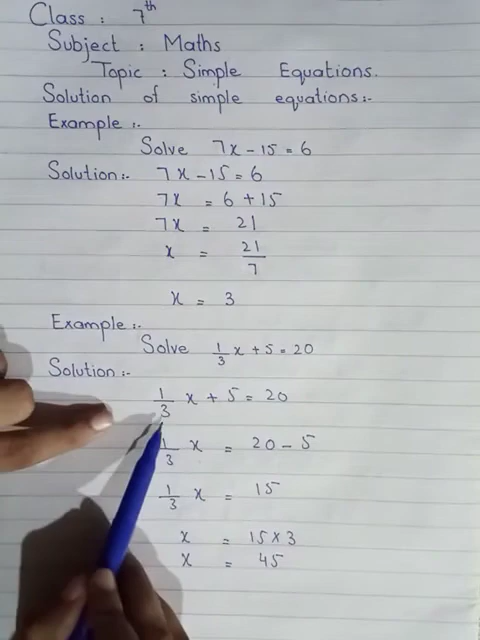 Class : 7th
Subject : Maths
Topic : Simple Equations.
Solution of simple equations:-
Example :-
Solve 7x - 15 = 6
Solution:- 7x - 15 = 6
7x = 6 + 15
7x = 21
x = 21/7
x = 3
Example :-
Solve 1/3 x + 5 = 20
Solution :-
1/3 x + 5 = 20
1/3 x = 20 - 5
1/3 x = 15
x = 15 × 3
x = 45